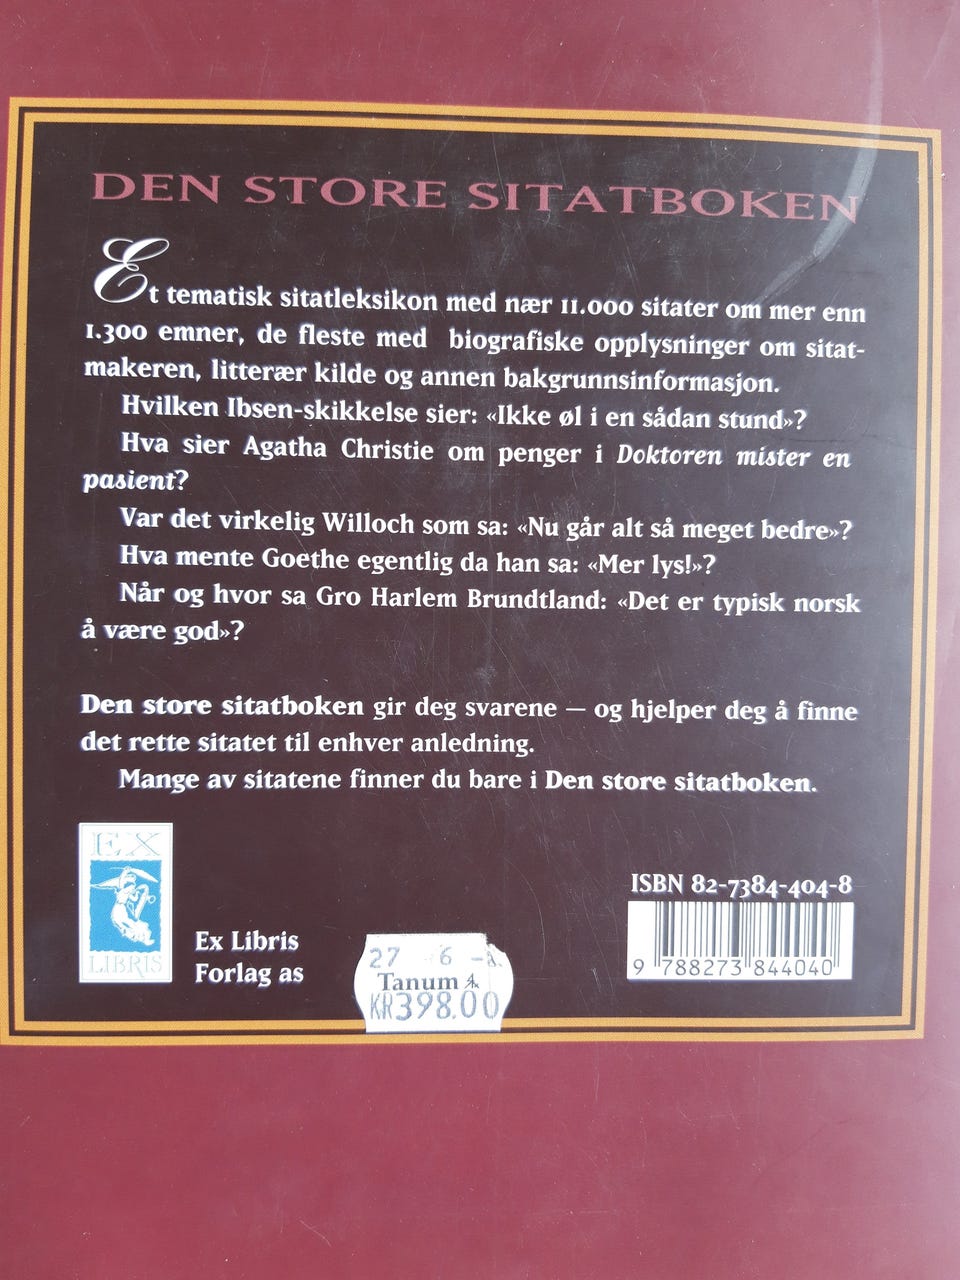 DEN STORE SITATBOKEN
Et tematisk sitatleksikon med nær 11.000 sitater om mer enn
1.300 emner, de fleste med biografiske opplysninger om sitat-
makeren, litterær kilde og annen bakgrunnsinformasjon.
Hvilken Ibsen-skikkelse sier: «Ikke øl i en sådan stund»?
Hva sier Agatha Christie om penger i Doktoren mister en
pasient?
Var det virkelig Willoch som sa: «Nu går alt så meget bedre»?
Hva mente Goethe egentlig da han sa: «Mer lys!»?
Når og hvor sa Gro Harlem Brundtland: «Det er typisk norsk
å være god»?
Den store sitatboken gir deg svarene — og hjelper deg å finne
det rette sitatet til enhver anledning.
Mange av sitatene finner du bare i Den store sitatboken.
EX
LIBRIS
Ex Libris
Forlag as
27 6
Tanum
KR398.00
ISBN 82-7384-404-8
9 788273 844040